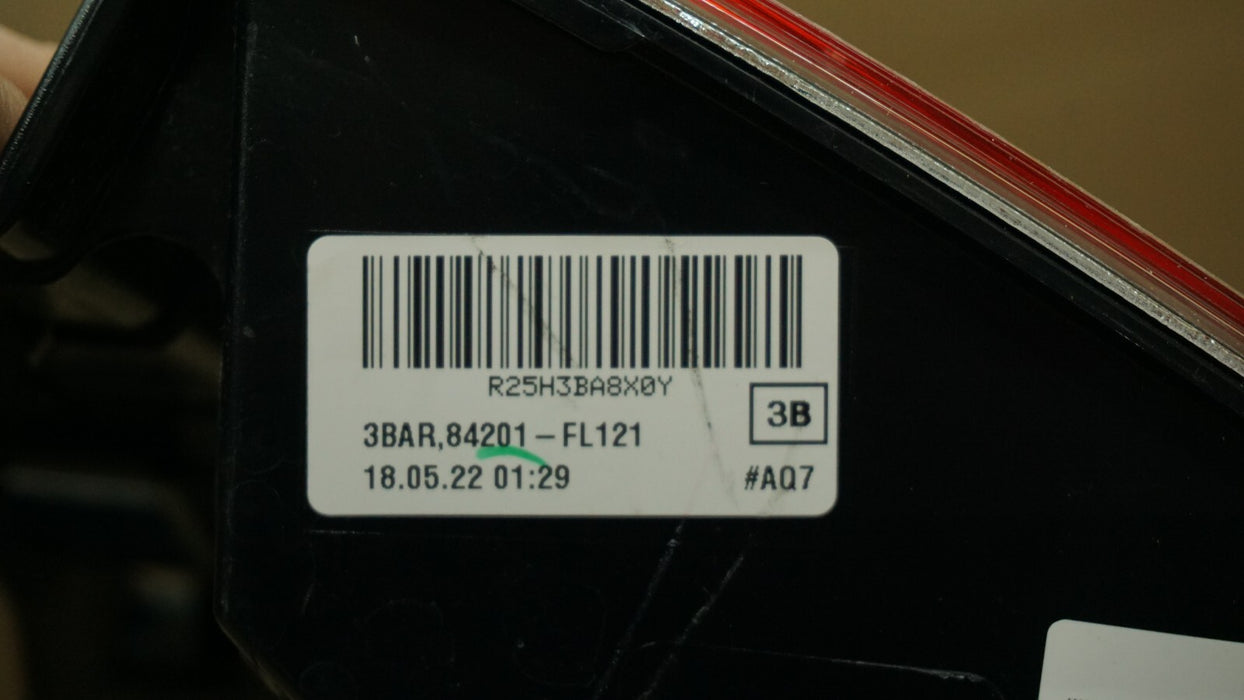 R25H3BA8X0Y
3B
3BAR,84201-FL121
18.05.22 01:29
#AQ7